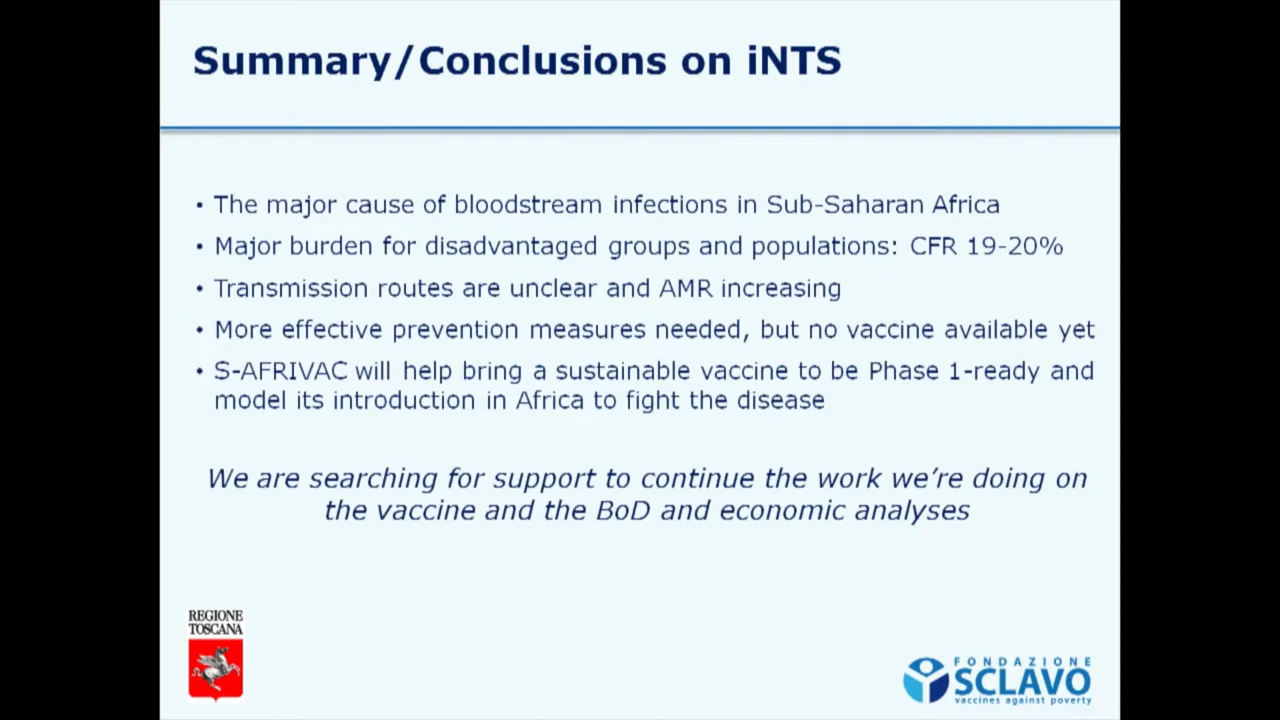 Summary/Conclusions on iNTS
• The major cause of bloodstream infections in Sub-Saharan Africa
• Major burden for disadvantaged groups and populations: CFR 19-20%
• Transmission routes are unclear and AMR increasing
• More effective prevention measures needed, but no vaccine available yet
• S-AFRIVAC will help bring a sustainable vaccine to be Phase 1-ready and
model its introduction in Africa to fight the disease
We are searching for support to continue the work we’re doing on
the vaccine and the BoD and economic analyses
REGIONE
TOSCANA
FONDAZIONE
SCLAVO
vaccines against poverty